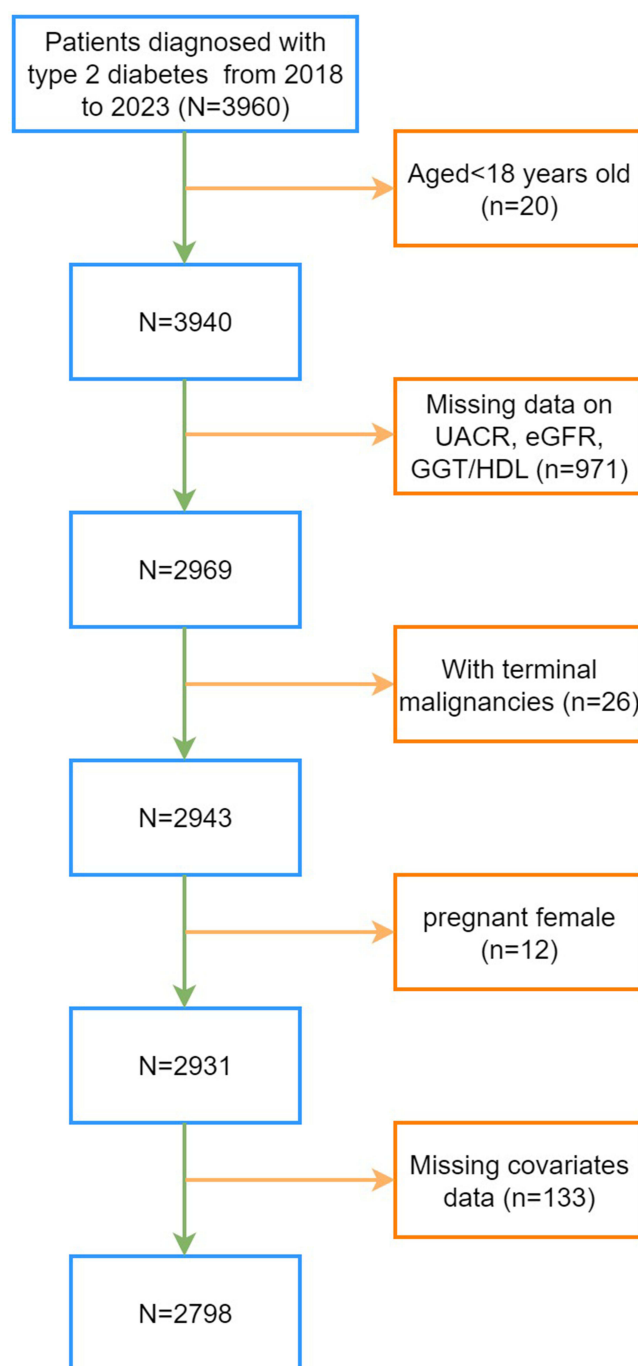 Patients diagnosed with
type 2 diabetes from 2018
to 2023 (N=3960)
Aged<18 years old
(n=20)
N=3940
Missing data on
UACR, eGFR,
GGT/HDL (n=971)
N=2969
With terminal
malignancies (n=26)
N=2943
pregnant female
(n=12)
N=2931
Missing covariates
data (n=133)
N=2798